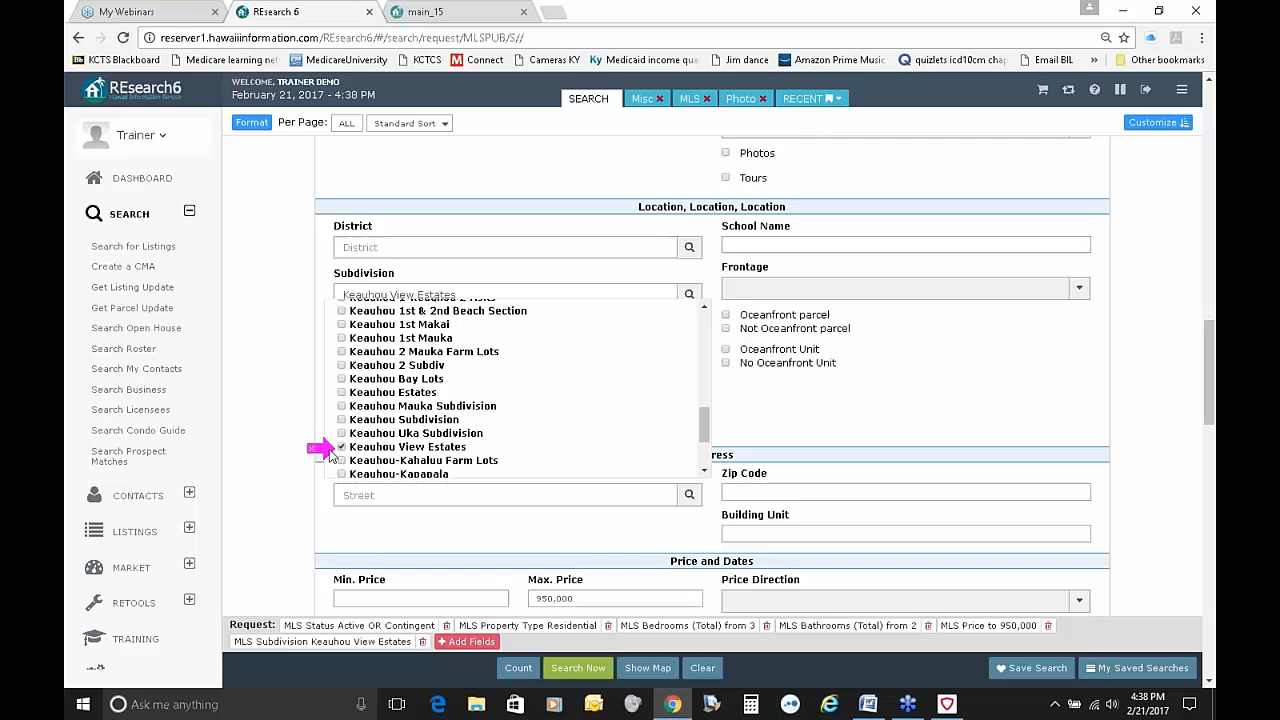 My Webinars
REsearch 6
main_15
reserver1.hawaiiinformation.com/REsearch6/#/search/request/MLSPUB/S//
KCTS Blackboard
Medicare learning net
MedicareUniversity
KCTCS
Connect
Cameras KY
Medicaid income qua
Jim dance
Amazon Prime Music
quizlets icd10cm chap
Email BIL
»
Other bookmarks
REsearch6
Hawaii Information Service
WELCOME, TRAINER DEMO
February 21, 2017 - 4:38 PM
SEARCH
Misc
MLS
Photo
RECENT
Trainer
Format
Per Page:
ALL
Standard Sort
Customize
DASHBOARD
SEARCH
Search for Listings
Create a CMA
Get Listing Update
Get Parcel Update
Search Open House
Search Roster
Search My Contacts
Search Business
Search Licensees
Search Condo Guide
Search Prospect
Matches
CONTACTS
LISTINGS
MARKET
RETOOLS
TRAINING
Photos
Tours
Location, Location, Location
District
District
School Name
Subdivision
Keauhou View Estates
Frontage
Keauhou 1st & 2nd Beach Section
Keauhou 1st Makai
Keauhou 1st Mauka
Keauhou 2 Mauka Farm Lots
Keauhou 2 Subdiv
Keauhou Bay Lots
Keauhou Estates
Keauhou Mauka Subdivision
Keauhou Subdivision
Keauhou Uka Subdivision
Keauhou View Estates
Keauhou-Kahaluu Farm Lots
Keauhou-Kapapala
Oceanfront parcel
Not Oceanfront parcel
Oceanfront Unit
No Oceanfront Unit
ress
Street
Zip Code
Building Unit
Price and Dates
Min. Price
Max. Price
950,000
Price Direction
Request: MLS Status Active OR Contingent MLS Property Type Residential MLS Bedrooms (Total) from 3 MLS Bathrooms (Total) from 2 MLS Price to 950,000
MLS Subdivision Keauhou View Estates + Add Fields
Count
Search Now
Show Map
Clear
Save Search
My Saved Searches
Ask me anything
4:38 PM
2/21/2017